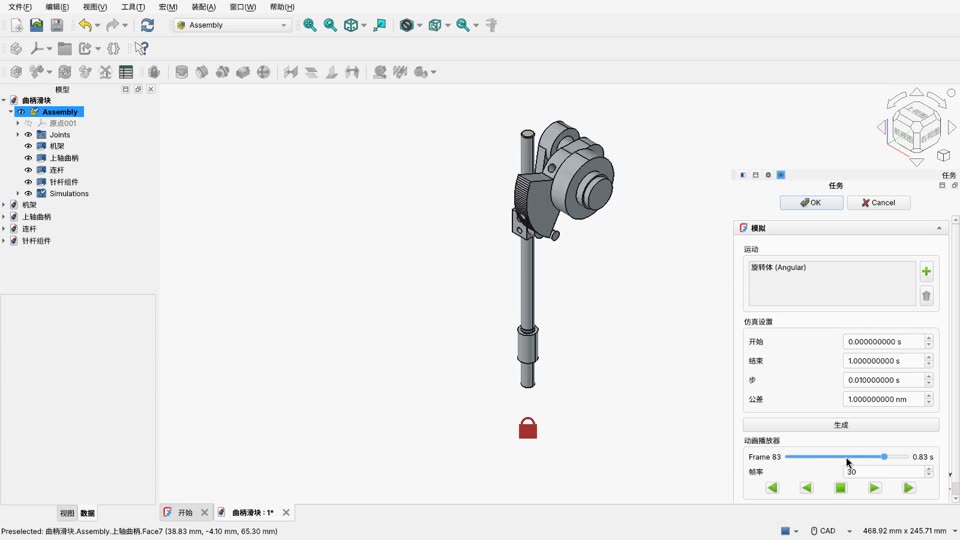 文件(F) 编辑(E) 视图(V) 工具(T) 宏(M) 装配(A) 窗口(W) 帮助(H)
Assembly
模型
曲柄滑块
Assembly
原点001
Joints
机架
上轴曲柄
连杆
针杆组件
Simulations
机架
上轴曲柄
连杆
针杆组件
任务
任务
OK Cancel
模拟
运动
旋转体 (Angular)
仿真设置
开始 0.000000000 s
结束 1.000000000 s
步 0.010000000 s
公差 1.000000000 nm
生成
动画播放器
Frame 83 0.83 s
帧率 30
视图 数据
开始 曲柄滑块 : 1*
Preselected: 曲柄滑块.Assembly.上轴曲柄.Face7 (38.83 mm, -4.10 mm, 65.30 mm)
CAD 468.92 mm x 245.71 mm